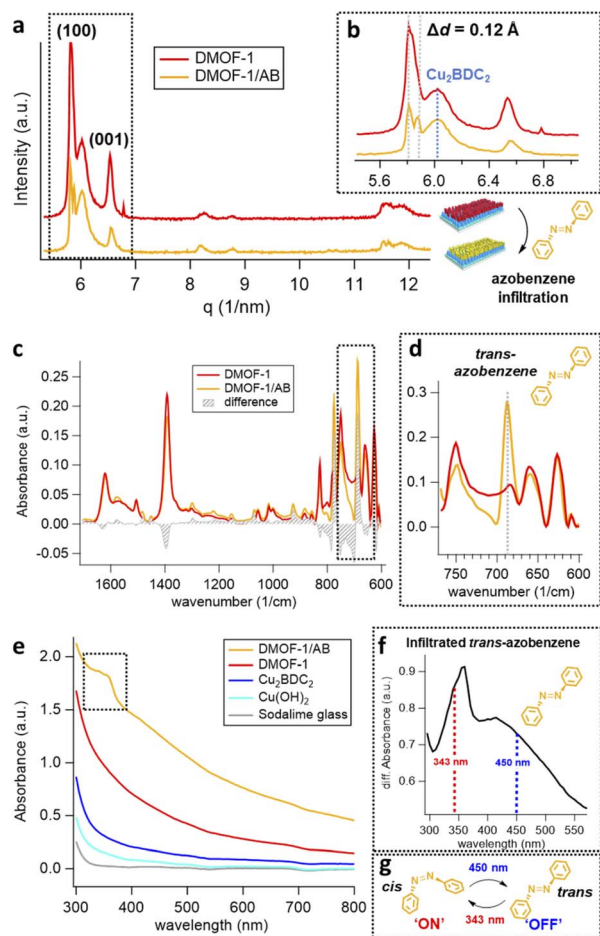 a
(100)
(001)
DMOF-1
DMOF-1/AB
Intensity (a.u.)
6
7
8
9
10
11
12
q (1/nm)
b
Δd = 0.12 Å
Cu2BDC2
5.6
6.0
6.4
6.8
azobenzene
infiltration
N=N
c
DMOF-1
DMOF-1/AB
difference
Absorbance (a.u.)
0.25
0.20
0.15
0.10
0.05
0.00
-0.05
1600
1400
1200
1000
800
600
wavenumber (1/cm)
d
trans-
azobenzene
N=N
0.3
0.2
0.1
0.0
750
700
650
600
wavenumber (1/cm)
e
DMOF-1/AB
DMOF-1
Cu2BDC2
Cu(OH)2
Sodalime glass
Absorbance (a.u.)
2.0
1.5
1.0
0.5
0.0
300
400
500
600
700
800
wavelength (nm)
f
Infiltrated trans-azobenzene
N=N
diff. Absorbance (a.u.)
0.9
0.8
0.7
0.6
343 nm
450 nm
300
350
400
450
500
550
wavelength (nm)
g
450 nm
N=N
N=N
cis
trans
'ON'
343 nm
'OFF'